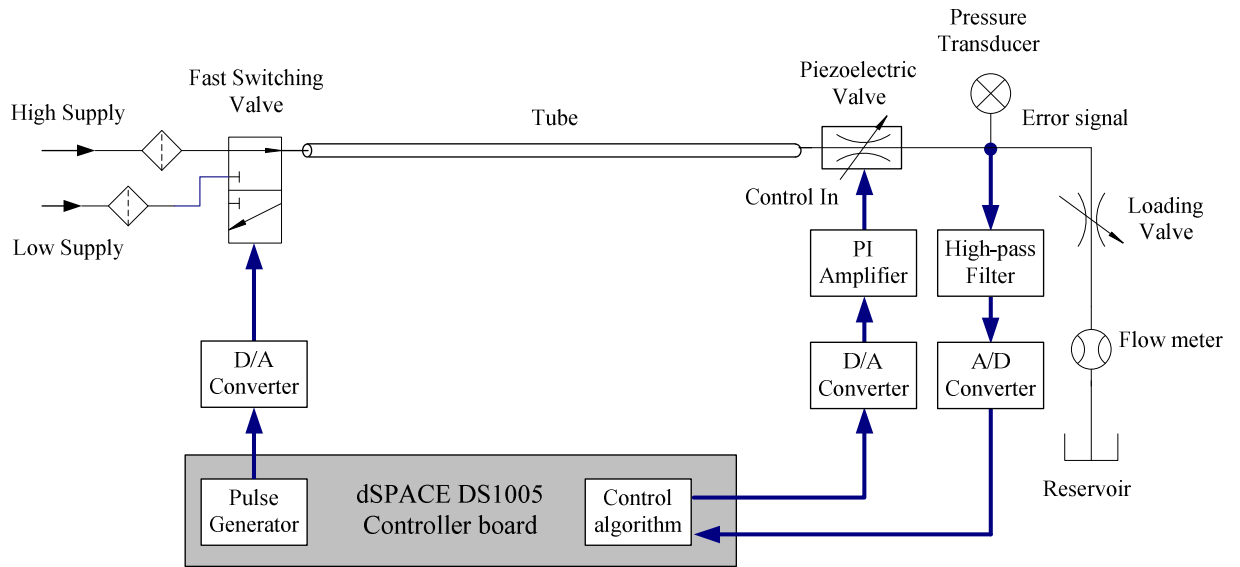 Pressure
Transducer
Fast Switching
Valve
Piezoelectric
Valve
High Supply
Tube
Error signal
Control In
Low Supply
Loading
Valve
PI
Amplifier
High-pass
Filter
Flow meter
D/A
Converter
D/A
Converter
A/D
Converter
Pulse
Generator
dSPACE DS1005
Controller board
Control
algorithm
Reservoir